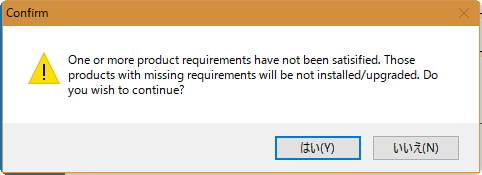 Confirm
One or more product requirements have not been satisified. Those
products with missing requirements will be not installed/upgraded. Do
you wish to continue?
はい(Y)
いいえ(N)